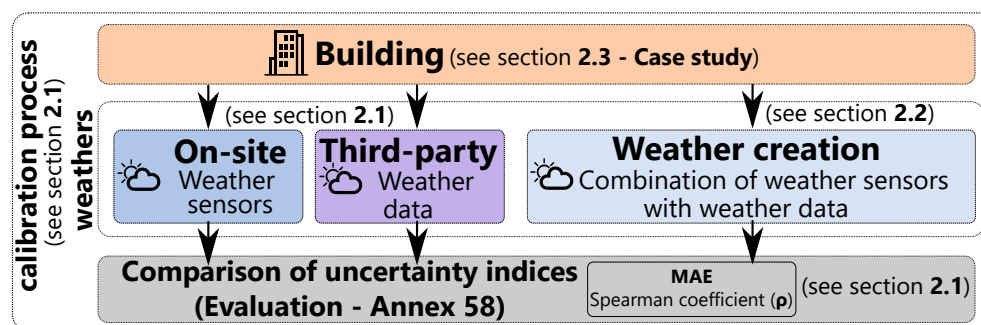 calibration process
(see section 2.1)
weathers
Building (see section 2.3 - Case study)
(see section 2.1)
(see section 2.2)
On-site
Weather
sensors
Third-party
Weather
data
Weather creation
Combination of weather sensors
with weather data
Comparison of uncertainty indices
(Evaluation - Annex 58)
MAE
Spearman coefficient (ρ)
(see section 2.1)